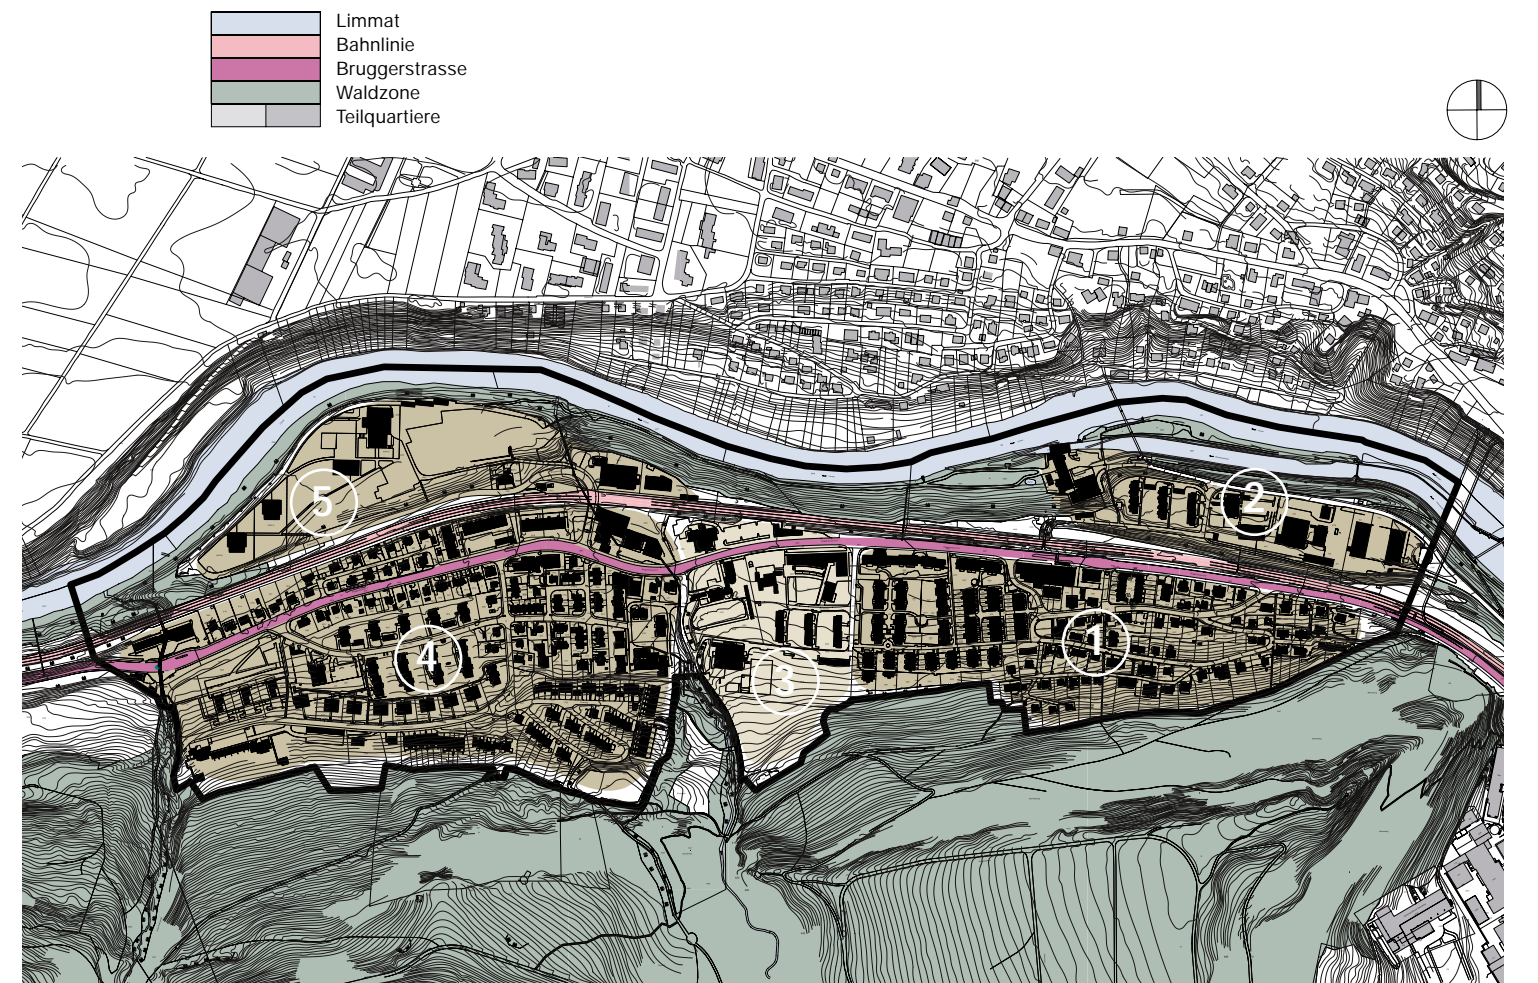 Limmat
Bahnlinie
Bruggerstrasse
Waldzone
Teilquartiere
5
2
1
4
3